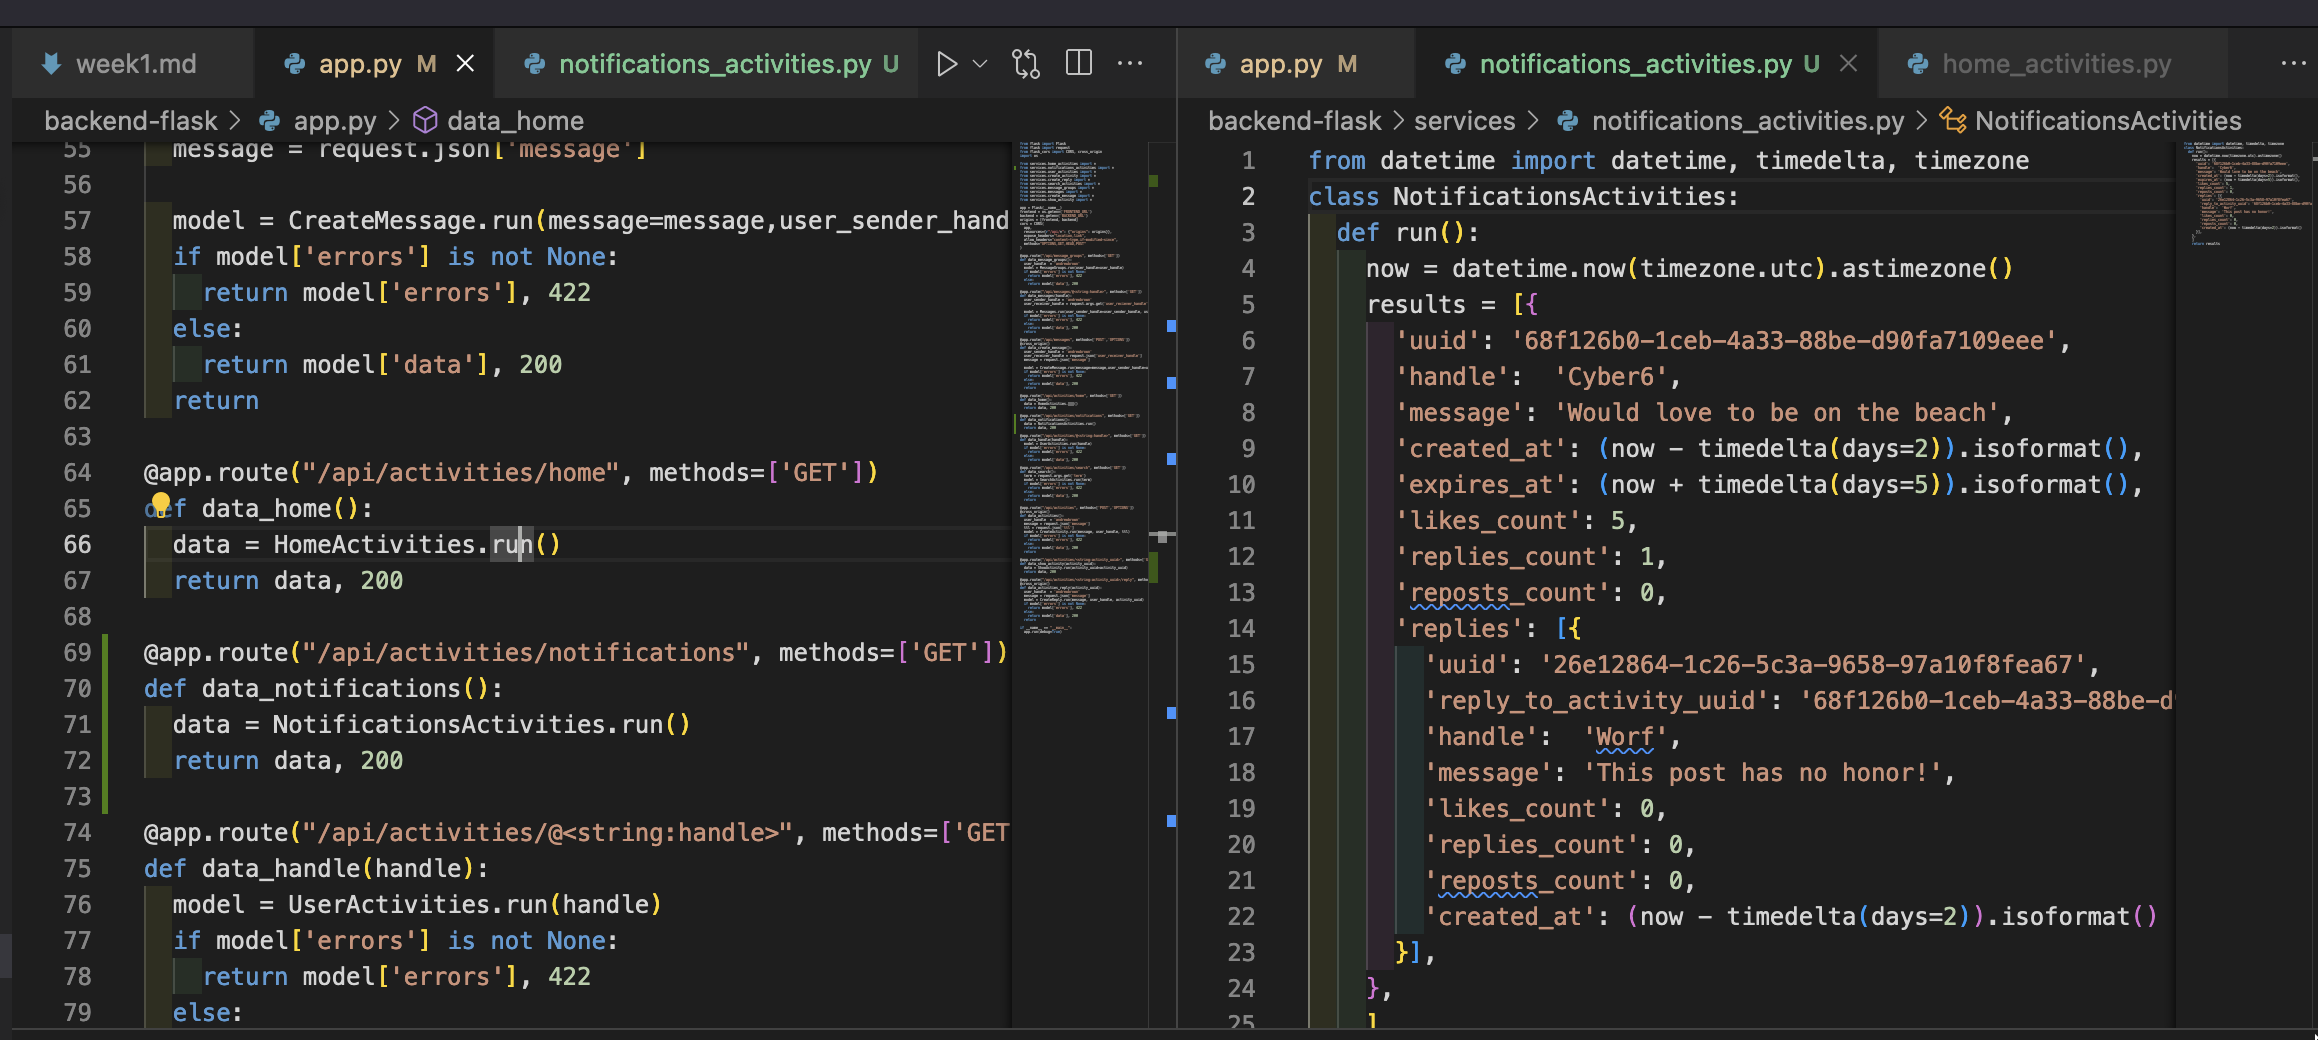 week1.md
app.py M
notifications_activities.py U
backend-flask > app.py > data_home
55 message = request.json['message']
56
57 model = CreateMessage.run(message=message,user_sender_hand
58 if model['errors'] is not None:
59 return model['errors'], 422
60 else:
61 return model['data'], 200
62 return
63
64 @app.route("/api/activities/home", methods=['GET'])
65 def data_home():
66 data = HomeActivities.run()
67 return data, 200
68
69 @app.route("/api/activities/notifications", methods=['GET'])
70 def data_notifications():
71 data = NotificationsActivities.run()
72 return data, 200
73
74 @app.route("/api/activities/@<string:handle>", methods=['GET
75 def data_handle(handle):
76 model = UserActivities.run(handle)
77 if model['errors'] is not None:
78 return model['errors'], 422
79 else:
app.py M
notifications_activities.py U
home_activities.py
backend-flask > services > notifications_activities.py > NotificationsActivities
1 from datetime import datetime, timedelta, timezone
2 class NotificationsActivities:
3 def run():
4 now = datetime.now(timezone.utc).astimezone()
5 results = [{
6 'uuid': '68f126b0-1ceb-4a33-88be-d90fa7109eee',
7 'handle':  'Cyber6',
8 'message': 'Would love to be on the beach',
9 'created_at': (now - timedelta(days=2)).isoformat(),
10 'expires_at': (now + timedelta(days=5)).isoformat(),
11 'likes_count': 5,
12 'replies_count': 1,
13 'reposts_count': 0,
14 'replies': [{
15 'uuid': '26e12864-1c26-5c3a-9658-97a10f8fea67',
16 'reply_to_activity_uuid': '68f126b0-1ceb-4a33-88be-d
17 'handle':  'Worf',
18 'message': 'This post has no honor!',
19 'likes_count': 0,
20 'replies_count': 0,
21 'reposts_count': 0,
22 'created_at': (now - timedelta(days=2)).isoformat()
23 }],
24 },
25 ]